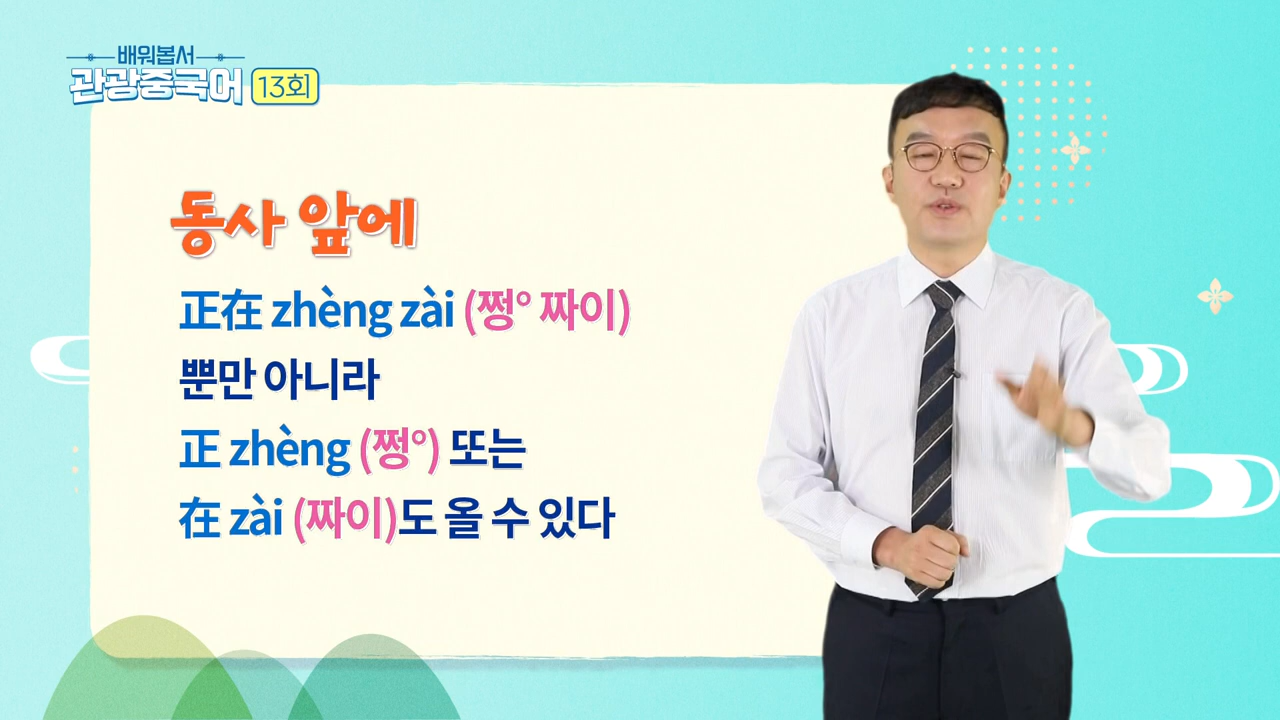 배워봅서
관광중국어 13회
동사 앞에
正在 zhèng zài (쩡° 짜이)
뿐만 아니라
正 zhèng (쩡°) 또는
在 zài (짜이)도 올 수 있다